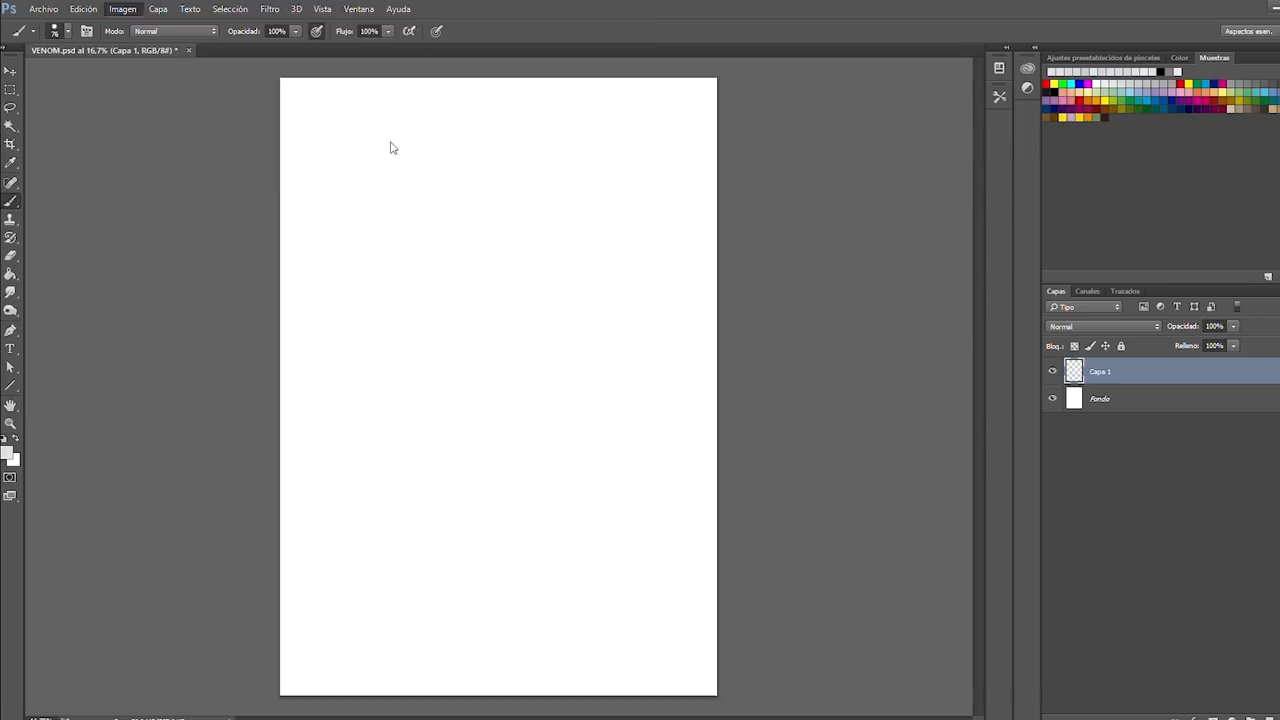 Ps Archivo Edición Imagen Capa Texto Selección Filtro 3D Vista Ventana Ayuda
76 Modo: Normal Opacidad: 100% Flujo: 100% Aspectos esen.
VENOM.psd al 16,7% (Capa 1, RGB/8#) * ×
Ajustes preestablecidos de pinceles Color Muestras
Capas Canales Trazados
Tipo
Normal Opacidad: 100%
Bloq.: Relleno: 100%
Capa 1
Fondo